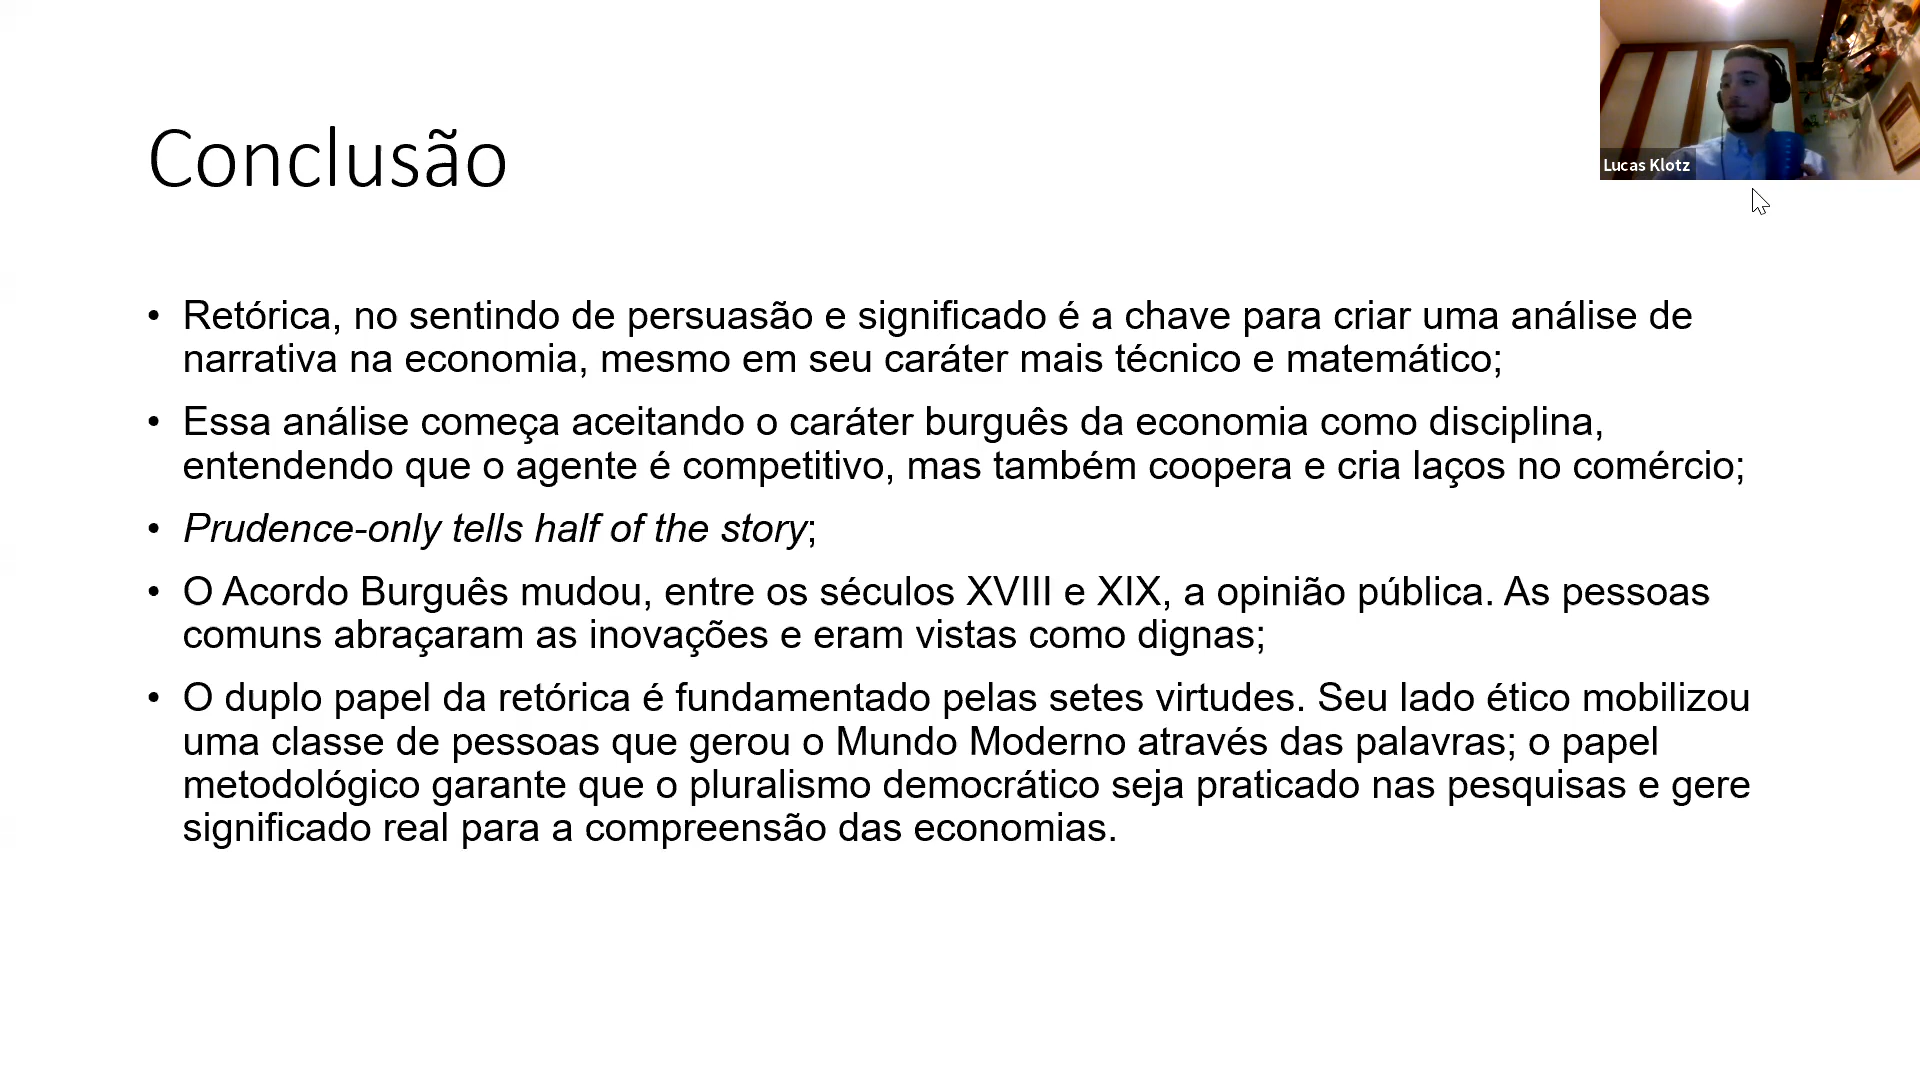 Conclusão
Lucas Klotz
• Retórica, no sentindo de persuasão e significado é a chave para criar uma análise de
narrativa na economia, mesmo em seu caráter mais técnico e matemático;
• Essa análise começa aceitando o caráter burguês da economia como disciplina,
entendendo que o agente é competitivo, mas também coopera e cria laços no comércio;
• Prudence-only tells half of the story;
• O Acordo Burguês mudou, entre os séculos XVIII e XIX, a opinião pública. As pessoas
comuns abraçaram as inovações e eram vistas como dignas;
• O duplo papel da retórica é fundamentado pelas setes virtudes. Seu lado ético mobilizou
uma classe de pessoas que gerou o Mundo Moderno através das palavras; o papel
metodológico garante que o pluralismo democrático seja praticado nas pesquisas e gere
significado real para a compreensão das economias.